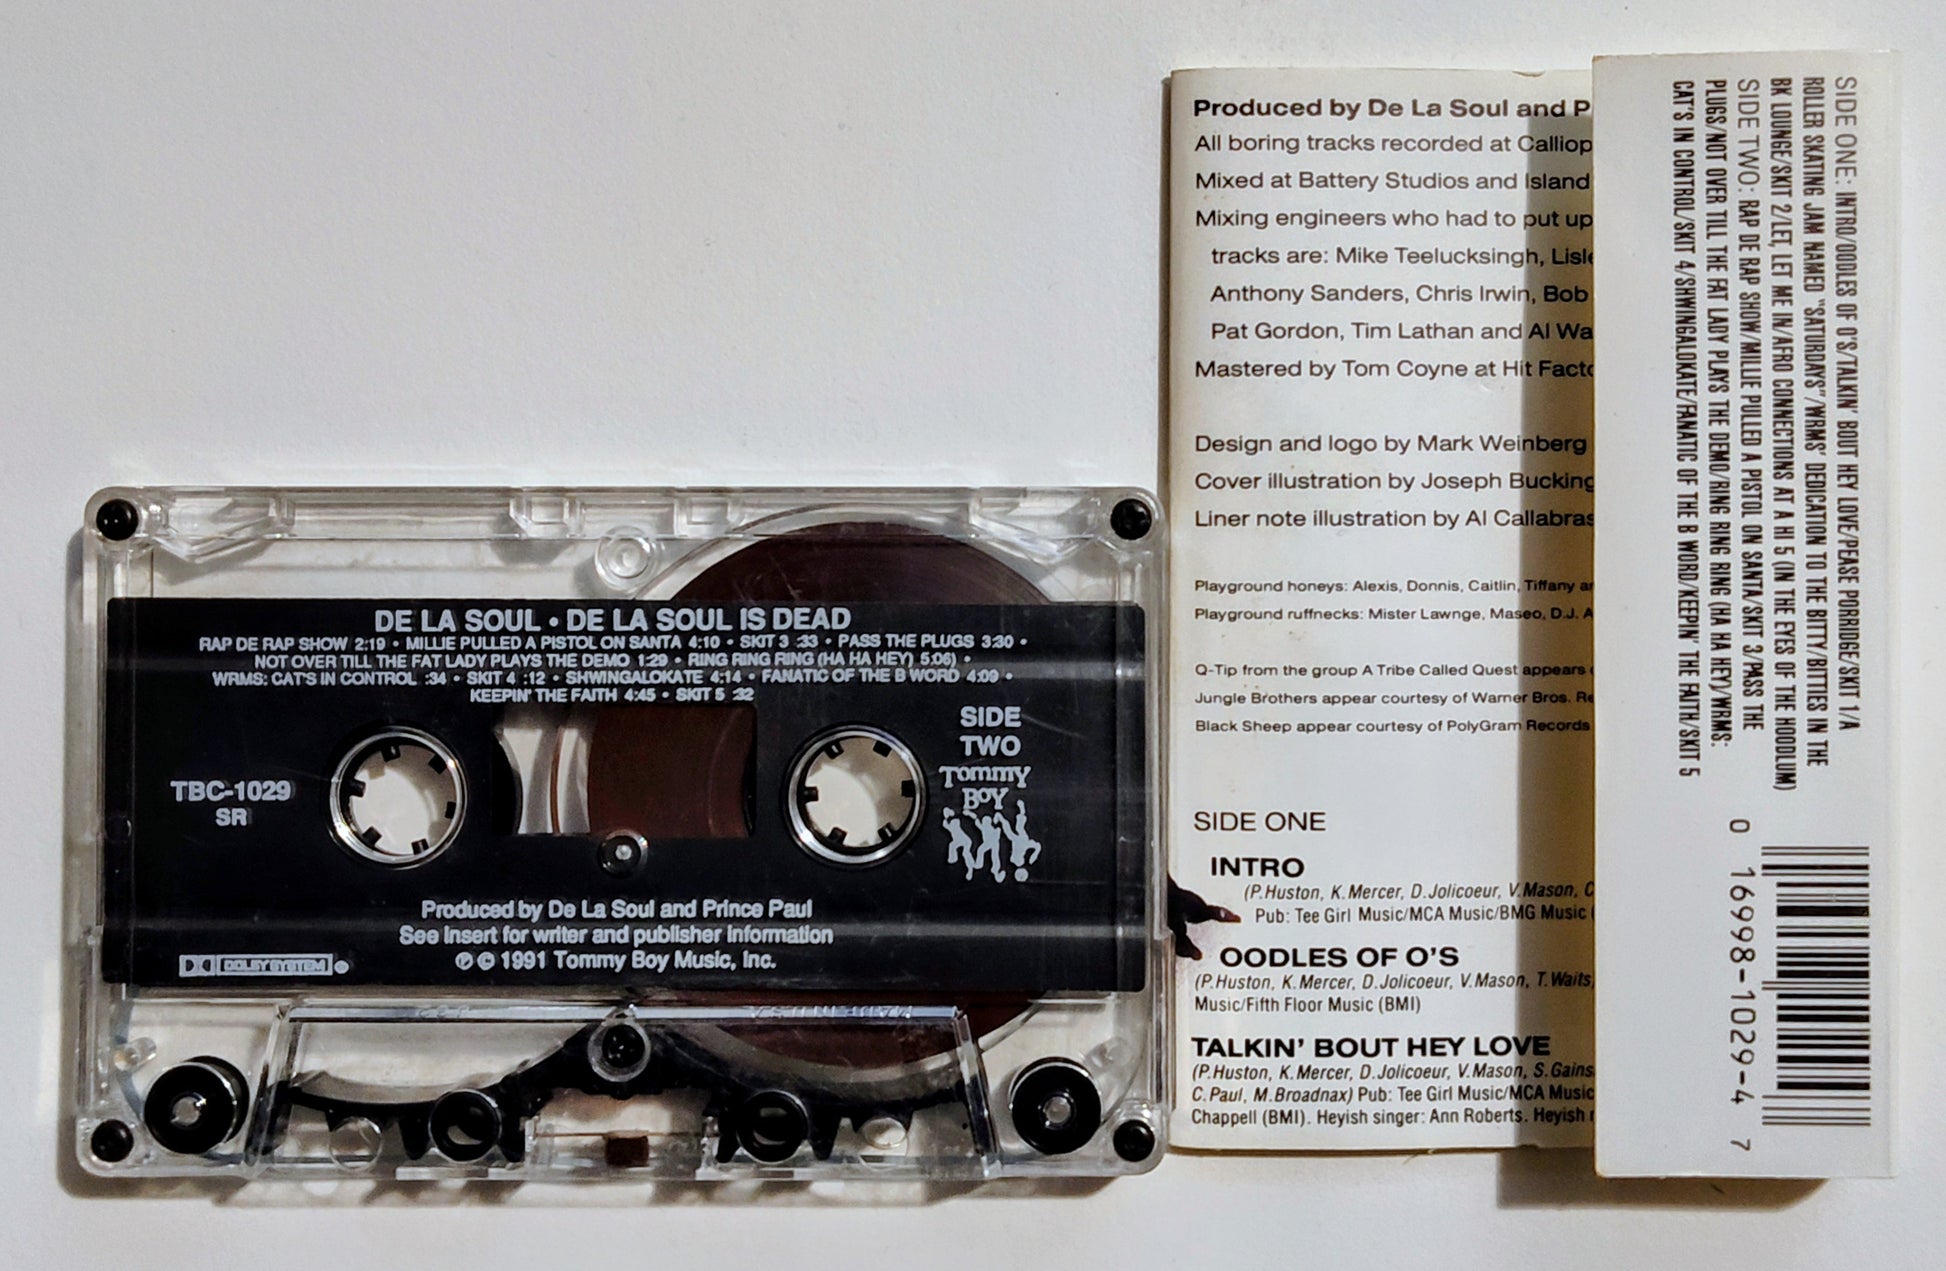 DE LA SOUL • DE LA SOUL IS DEAD
RAP DE RAP SHOW 2:19 • MILLIE PULLED A PISTOL ON SANTA 4:10 • SKIT 3 :33 • PASS THE PLUGS 3:30 •
NOT OVER TILL THE FAT LADY PLAYS THE DEMO 1:29 • RING RING RING (HA HA HEY) 5:06) •
WRMS: CAT'S IN CONTROL :34 • SKIT 4 :12 • SHWINGALOKATE 4:14 • FANATIC OF THE B WORD 4:09 •
KEEPIN' THE FAITH 4:45 • SKIT 5 :32
SIDE
TWO
Tommy
BOY
TBC-1029
SR
Produced by De La Soul and Prince Paul
See insert for writer and publisher information
℗ © 1991 Tommy Boy Music, Inc.
DOLBY SYSTEM
Produced by De La Soul and P
All boring tracks recorded at Calliop
Mixed at Battery Studios and Island
Mixing engineers who had to put up
tracks are: Mike Teelucksingh, Lisle
Anthony Sanders, Chris Irwin, Bob
Pat Gordon, Tim Lathan and Al Wa
Mastered by Tom Coyne at Hit Facto
Design and logo by Mark Weinberg
Cover illustration by Joseph Bucking
Liner note illustration by Al Callabras
Playground honeys: Alexis, Donnis, Caitlin, Tiffany an
Playground ruffnecks: Mister Lawnge, Maseo, D.J. A
Q-Tip from the group A Tribe Called Quest appears
Jungle Brothers appear courtesy of Warner Bros. Re
Black Sheep appear courtesy of PolyGram Records
SIDE ONE
INTRO
(P.Huston, K.Mercer, D.Jolicoeur, V.Mason, C
Pub: Tee Girl Music/MCA Music/BMG Music (
OODLES OF O'S
(P.Huston, K.Mercer, D.Jolicoeur, V.Mason, T.Waits,
Music/Fifth Floor Music (BMI)
TALKIN' BOUT HEY LOVE
(P.Huston, K.Mercer, D.Jolicoeur, V.Mason, S.Gains
C.Paul, M.Broadnax) Pub: Tee Girl Music/MCA Music
Chappell (BMI). Heyish singer: Ann Roberts. Heyish
SIDE ONE: INTRO/OODLES OF O'S/TALKIN' BOUT HEY LOVE/PEASE PORRIDGE/SKIT 1/A
ROLLER SKATING JAM NAMED "SATURDAYS"/WRMS' DEDICATION TO THE BITTY/BITTIES IN THE
BK LOUNGE/SKIT 2/LET, LET ME IN/AFRO CONNECTIONS AT A HI 5 (IN THE EYES OF THE HOODLUM)
SIDE TWO: RAP DE RAP SHOW/MILLIE PULLED A PISTOL ON SANTA/SKIT 3/PASS THE
PLUGS/NOT OVER TILL THE FAT LADY PLAYS THE DEMO/RING RING RING (HA HA HEY)/WRMS:
CAT'S IN CONTROL/SKIT 4/SHWINGALOKATE/FANATIC OF THE B WORD/KEEPIN' THE FAITH/SKIT 5
0 16998-1029-4 7